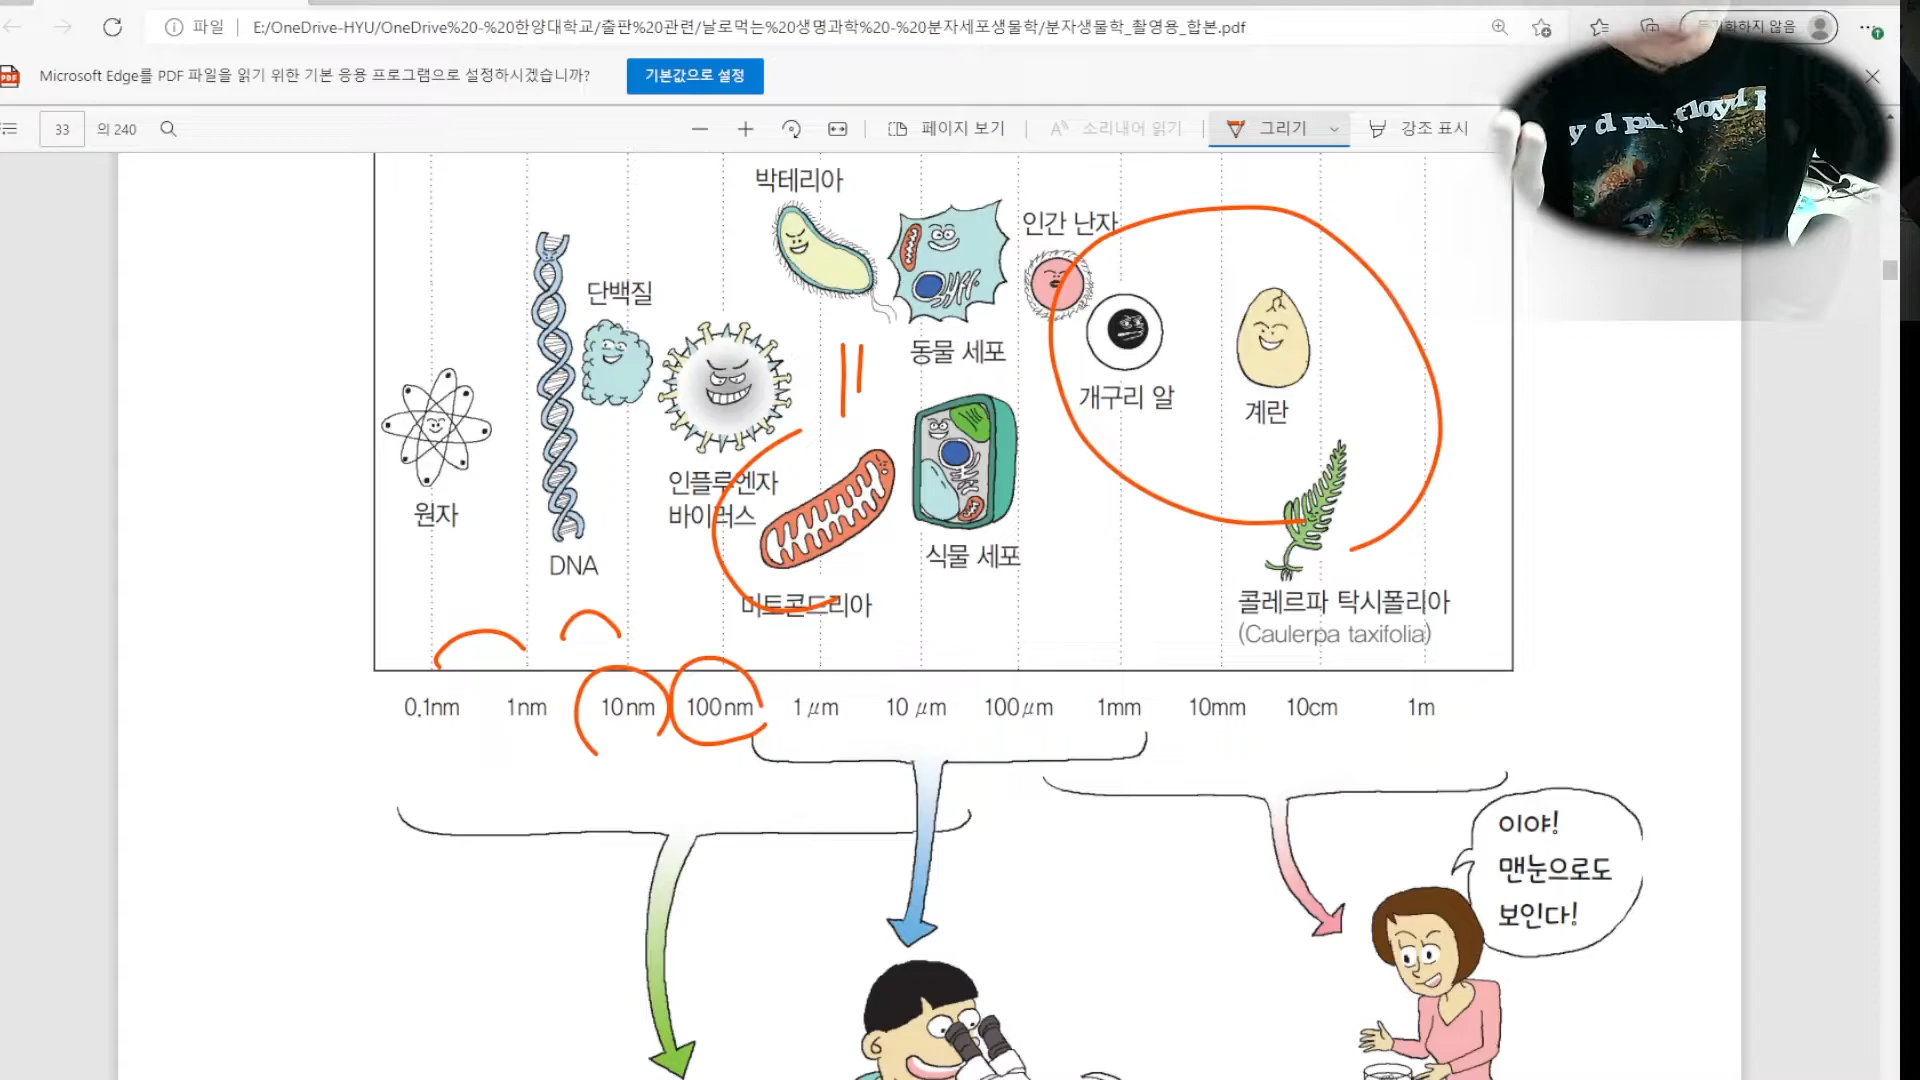 파일
E:/OneDrive-HYU/OneDrive%20-%20한양대학교/출판%20관련/날로먹는%20생명과학%20-%20분자세포생물학/분자생물학_촬영용_합본.pdf
화하지 않음
Microsoft Edge를 PDF 파일을 읽기 위한 기본 응용 프로그램으로 설정하시겠습니까?
기본값으로 설정
33
의 240
페이지 보기
소리내어 읽기
그리기
강조 표시
박테리아
인간 난자
단백질
동물 세포
개구리 알
계란
인플루엔자
바이러스
원자
식물 세포
DNA
미토콘드리아
콜레르파 탁시폴리아
(Caulerpa taxifolia)
0.1nm 1nm 10nm 100nm 1μm 10μm 100μm 1mm 10mm 10cm 1m
이야!
맨눈으로도
보인다!